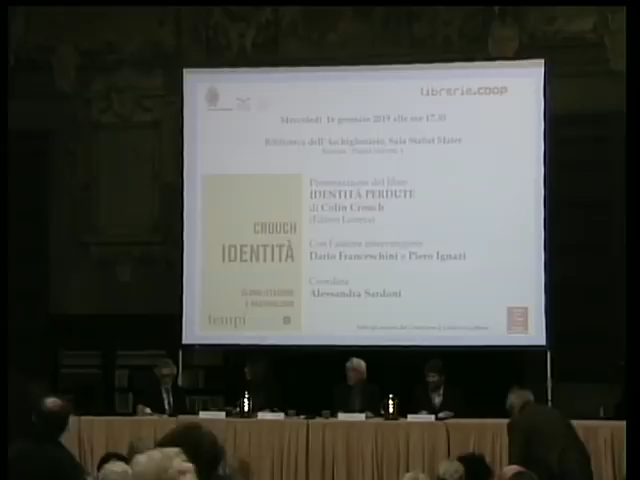 librerie.coop
Mercoledì 16 gennaio 2019 alle ore 17.30
Biblioteca dell'Archiginnasio, Sala Stabat Mater
Presentazione del libro
IDENTITÀ PERDUTE
di Colin Crouch
(Editori Laterza)
CROUCH
IDENTITÀ
Con l'autore intervengono
Dario Franceschini e Piero Ignazi
GLOBALIZZAZIONE
E NAZIONALISMO
Coordina
Alessandra Sardoni
tempi